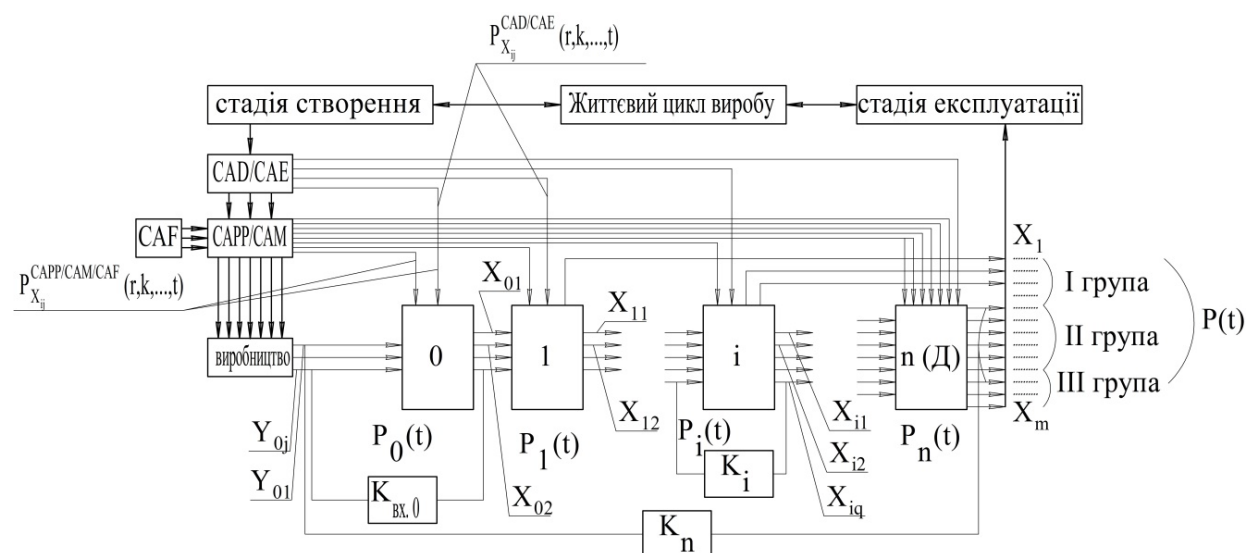 P_{X_{ij}}^{CAD/CAE}(r,k,...,t)
стадія створення
Життєвий цикл виробу
стадія експлуатації
CAD/CAE
CAF
CAPP/CAM
P_{X_{ij}}^{CAPP/CAM/CAF}(r,k,...,t)
X_{01}
X_{11}
X_1
I група
II група
P(t)
III група
виробництво
0
1
i
n (Д)
X_m
Y_{0j}
P_0(t)
P_1(t)
X_{12}
P_i(t)
X_{i1}
P_n(t)
Y_{01}
K_{вх. 0}
X_{02}
K_i
X_{i2}
X_{iq}
K_n